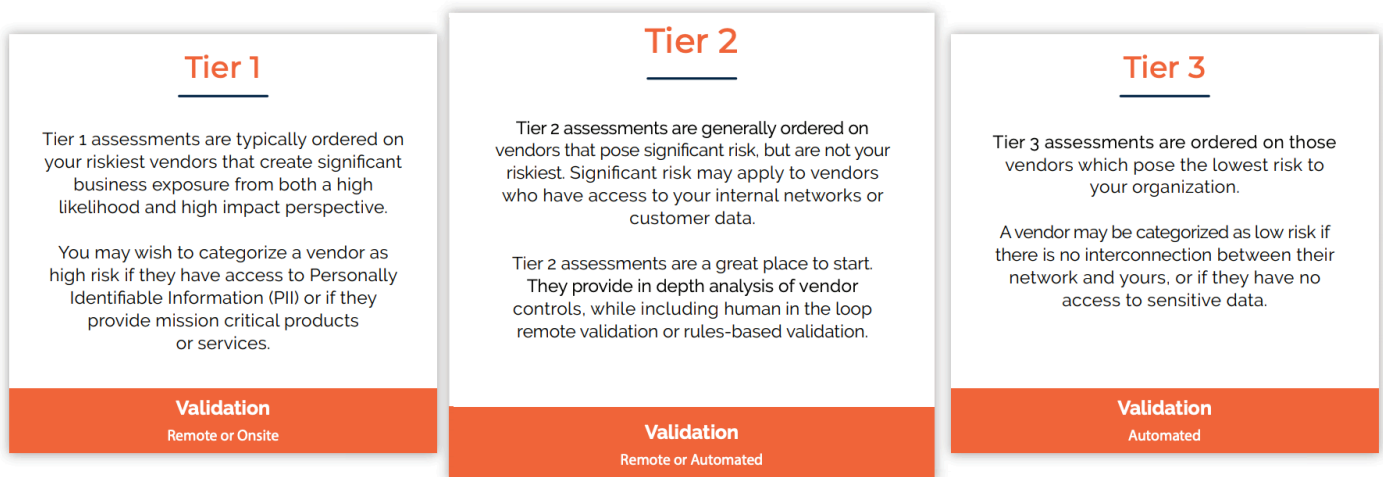 Tier 1
Tier 1 assessments are typically ordered on
your riskiest vendors that create significant
business exposure from both a high
likelihood and high impact perspective.
You may wish to categorize a vendor as
high risk if they have access to Personally
Identifiable Information (PII) or if they
provide mission critical products
or services.
Validation
Remote or Onsite
Tier 2
Tier 2 assessments are generally ordered on
vendors that pose significant risk, but are not your
riskiest. Significant risk may apply to vendors
who have access to your internal networks or
customer data.
Tier 2 assessments are a great place to start.
They provide in depth analysis of vendor
controls, while including human in the loop
remote validation or rules-based validation.
Validation
Remote or Automated
Tier 3
Tier 3 assessments are ordered on those
vendors which pose the lowest risk to
your organization.
A vendor may be categorized as low risk if
there is no interconnection between their
network and yours, or if they have no
access to sensitive data.
Validation
Automated